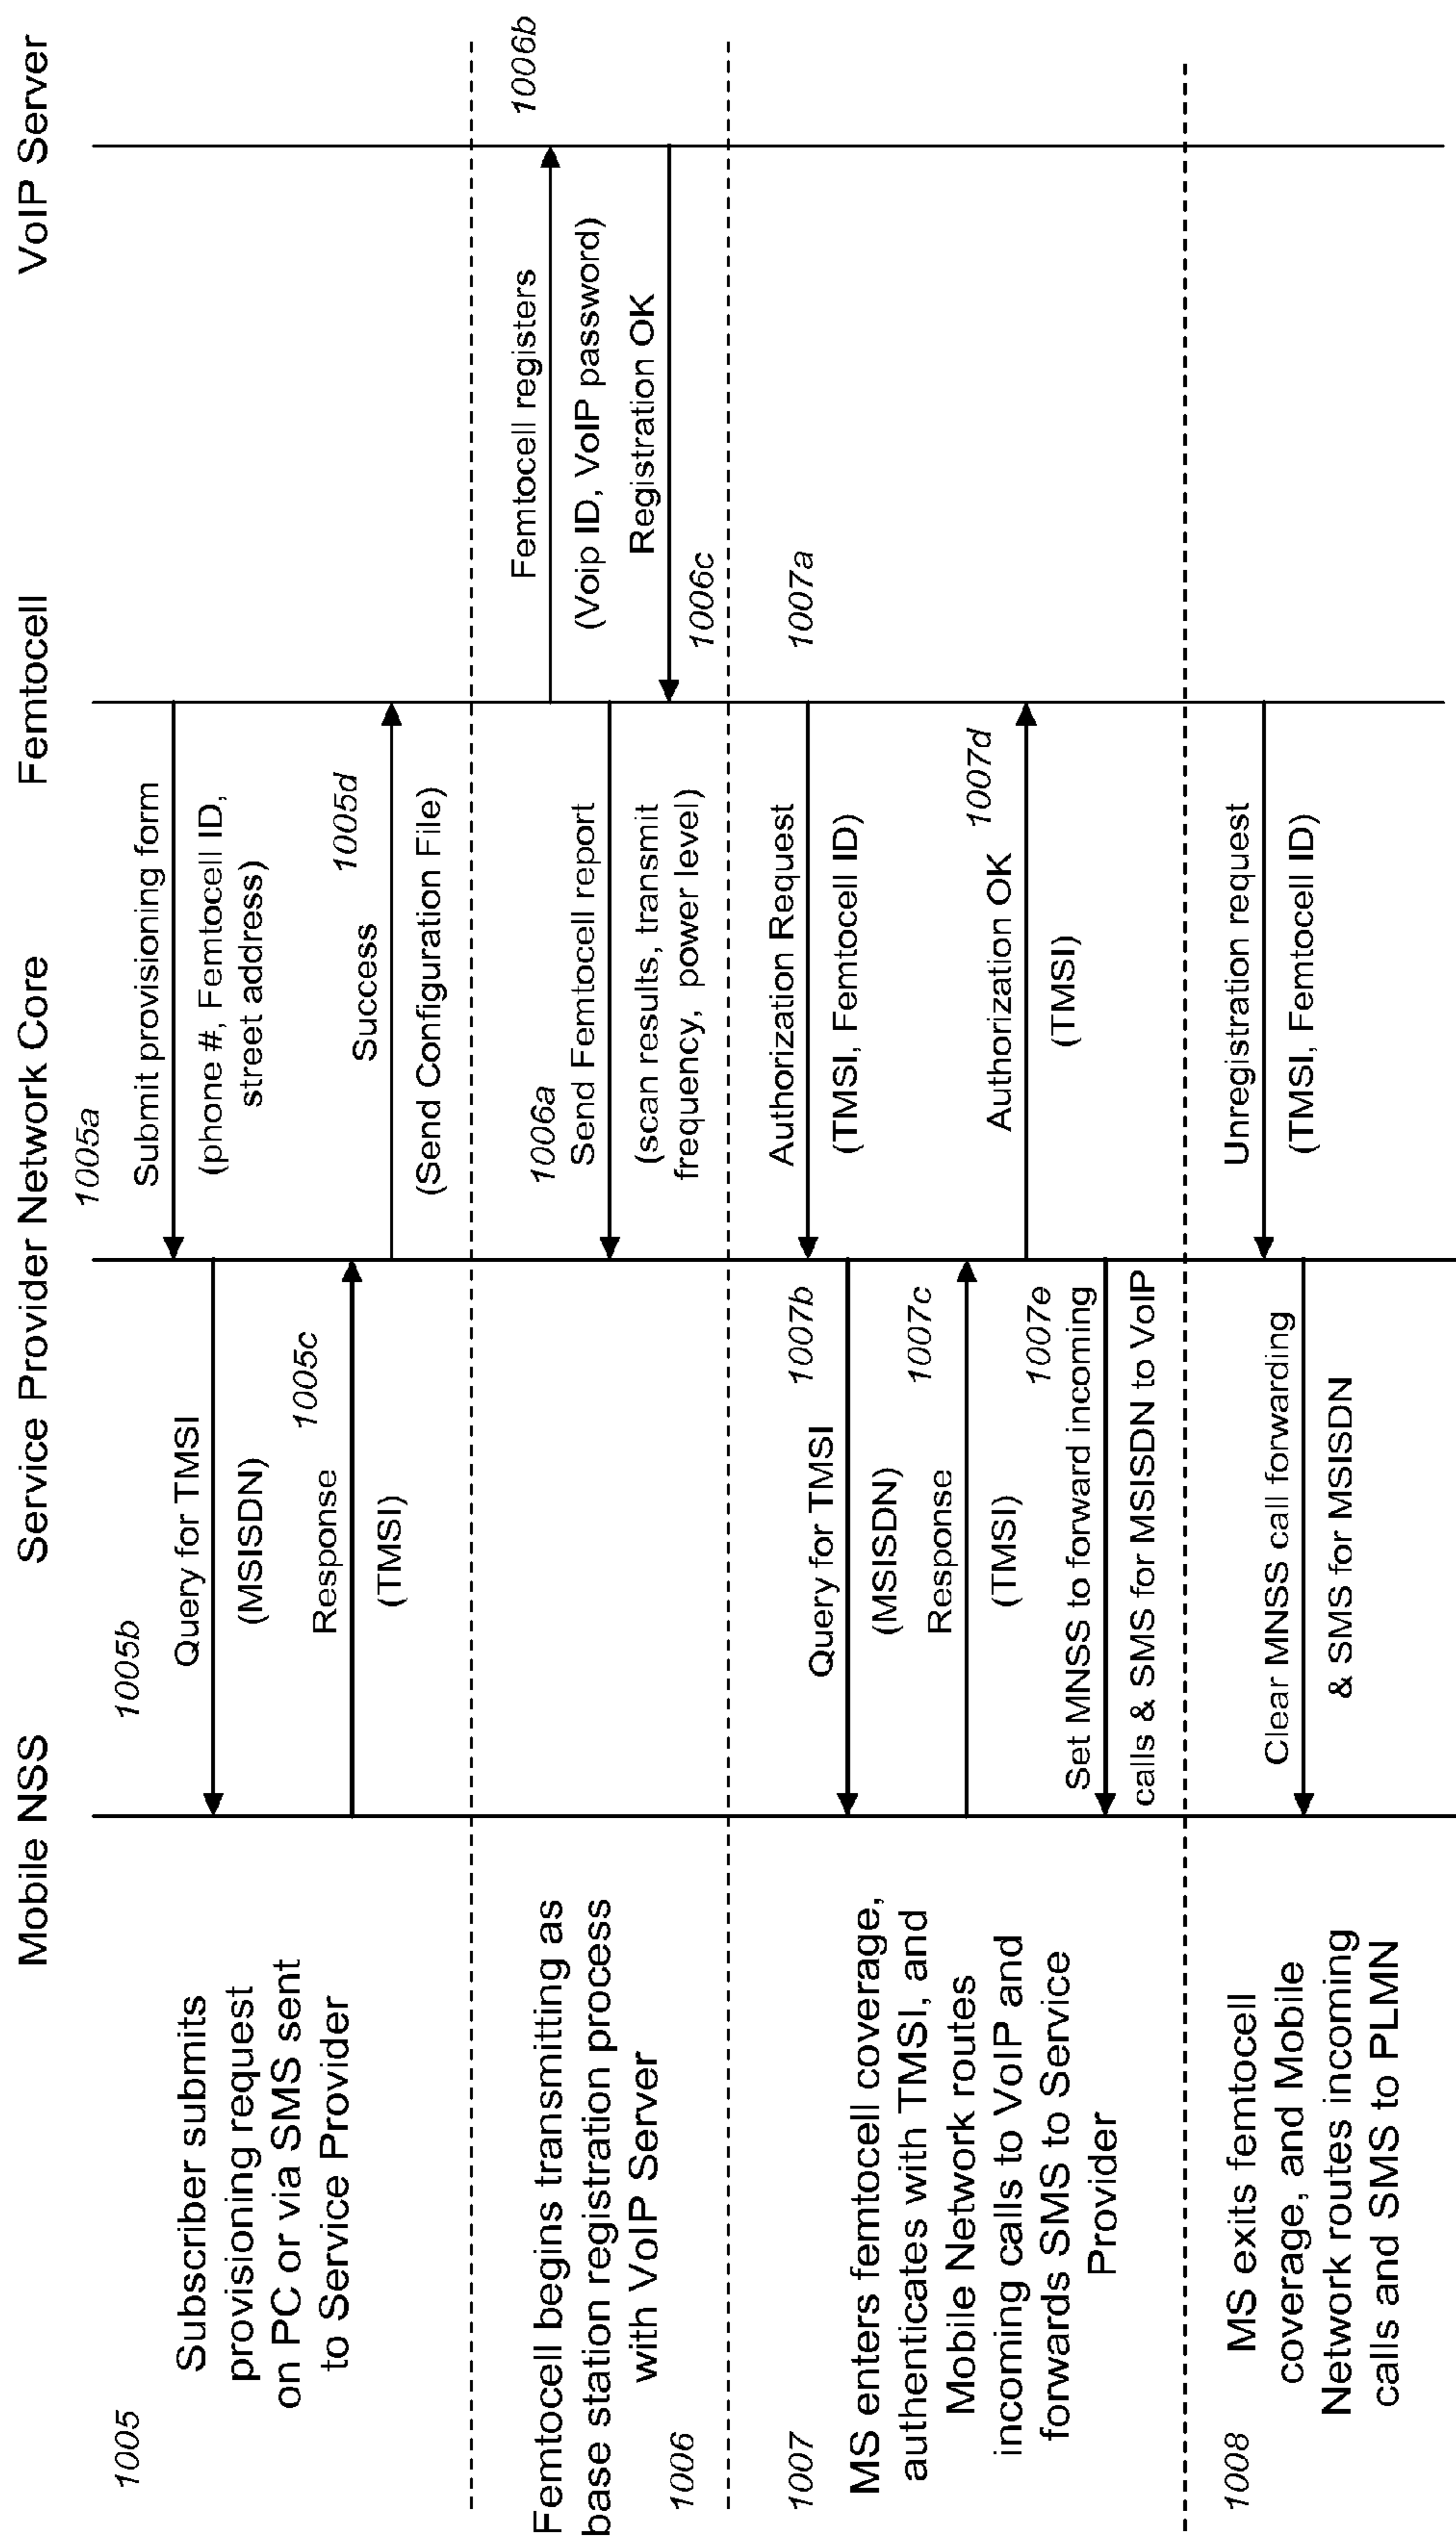 Mobile NSS
Service Provider Network Core
Femtocell
VoIP Server
1005
Subscriber submits
provisioning request
on PC or via SMS sent
to Service Provider
1005a
Submit provisioning form
(phone #, Femtocell ID,
street address)
1005b
Query for TMSI
(MSISDN)
1005c
Response
(TMSI)
1005d
Success
(Send Configuration File)
Femtocell begins transmitting as
base station registration process
with VoIP Server
1006
1006b
Femtocell registers
(Voip ID, VoIP password)
1006a
Send Femtocell report
(scan results, transmit
frequency, power level)
Registration OK
1006c
1007
MS enters femtocell coverage,
authenticates with TMSI, and
Mobile Network routes
incoming calls to VoIP and
forwards SMS to Service
Provider
1007a
Authorization Request
(TMSI, Femtocell ID)
1007b
Query for TMSI
(MSISDN)
1007c
Response
(TMSI)
1007d
Authorization OK
(TMSI)
1007e
Set MNSS to forward incoming
calls & SMS for MSISDN to VoIP
1008
MS exits femtocell
coverage, and Mobile
Network routes incoming
calls and SMS to PLMN
Unregistration request
(TMSI, Femtocell ID)
Clear MNSS call forwarding
& SMS for MSISDN